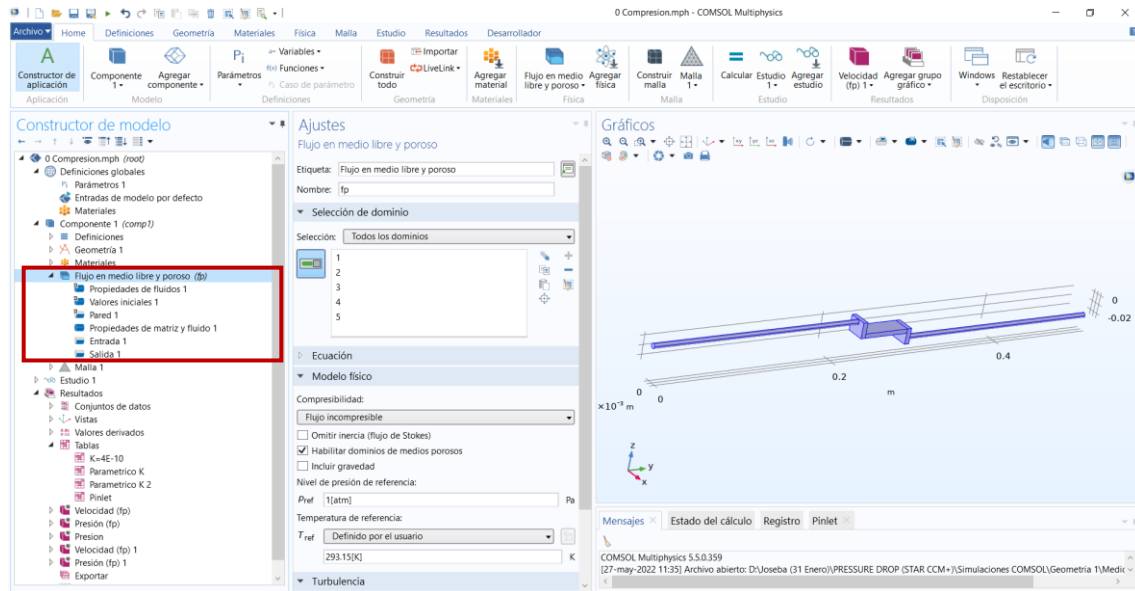 0 Compresion.mph - COMSOL Multiphysics
Archivo Home Definiciones Geometría Materiales Física Malla Estudio Resultados Desarrollador
A
Constructor de aplicación
Componente 1
Agregar componente
Pi
Parámetros
Variables
f(x) Funciones
Pi Caso de parámetro
Construir todo
Importar
LiveLink
Agregar material
Flujo en medio libre y poroso
Agregar física
Construir malla
Malla 1
Calcular
Estudio 1
Agregar estudio
Velocidad (fp) 1
Agregar grupo gráfico
Windows
Restablecer el escritorio
Aplicación Modelo Definiciones Geometría Materiales Física Malla Estudio Resultados Disposición
Constructor de modelo
0 Compresion.mph (root)
Definiciones globales
Pi Parámetros 1
Entradas de modelo por defecto
Materiales
Componente 1 (comp1)
Definiciones
Geometría 1
Materiales
Flujo en medio libre y poroso (fp)
Propiedades de fluidos 1
Valores iniciales 1
Pared 1
Propiedades de matriz y fluido 1
Entrada 1
Salida 1
Malla 1
Estudio 1
Resultados
Conjuntos de datos
Vistas
Valores derivados
Tablas
K=4E-10
Parametrico K
Parametrico K 2
Pinlet
Velocidad (fp)
Presión (fp)
Presion
Velocidad (fp) 1
Presión (fp) 1
Exportar
Ajustes
Flujo en medio libre y poroso
Etiqueta: Flujo en medio libre y poroso
Nombre: fp
Selección de dominio
Selección: Todos los dominios
1
2
3
4
5
Ecuación
Modelo físico
Compresibilidad:
Flujo incompresible
Omitir inercia (flujo de Stokes)
Habilitar dominios de medios porosos
Incluir gravedad
Nivel de presión de referencia:
Pref 1[atm] Pa
Temperatura de referencia:
Tref Definido por el usuario
293.15[K] K
Turbulencia
Gráficos
0
-0.02
0.4
0.2
m
0
0
×10⁻³ m
z
y
x
Mensajes Estado del cálculo Registro Pinlet
COMSOL Multiphysics 5.5.0.359
[27-may-2022 11:35] Archivo abierto: D:\Joseba (31 Enero)\PRESSURE DROP (STAR CCM+)\Simulaciones COMSOL\Geometria 1\Medic